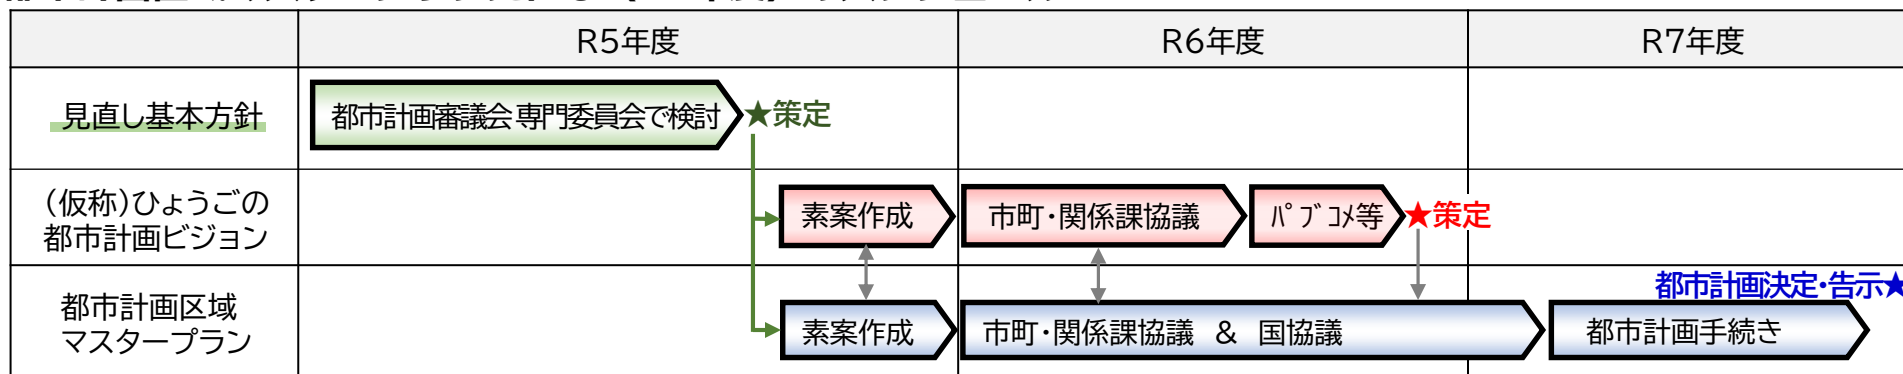 R5年度
R6年度
R7年度
見直し基本方針
都市計画審議会 専門委員会で検討
★策定
(仮称)ひょうごの
都市計画ビジョン
素案作成
市町・関係課協議
ﾊﾟﾌﾞｺﾒ等
★策定
都市計画区域
マスタープラン
素案作成
市町・関係課協議 & 国協議
都市計画決定・告示★
都市計画手続き